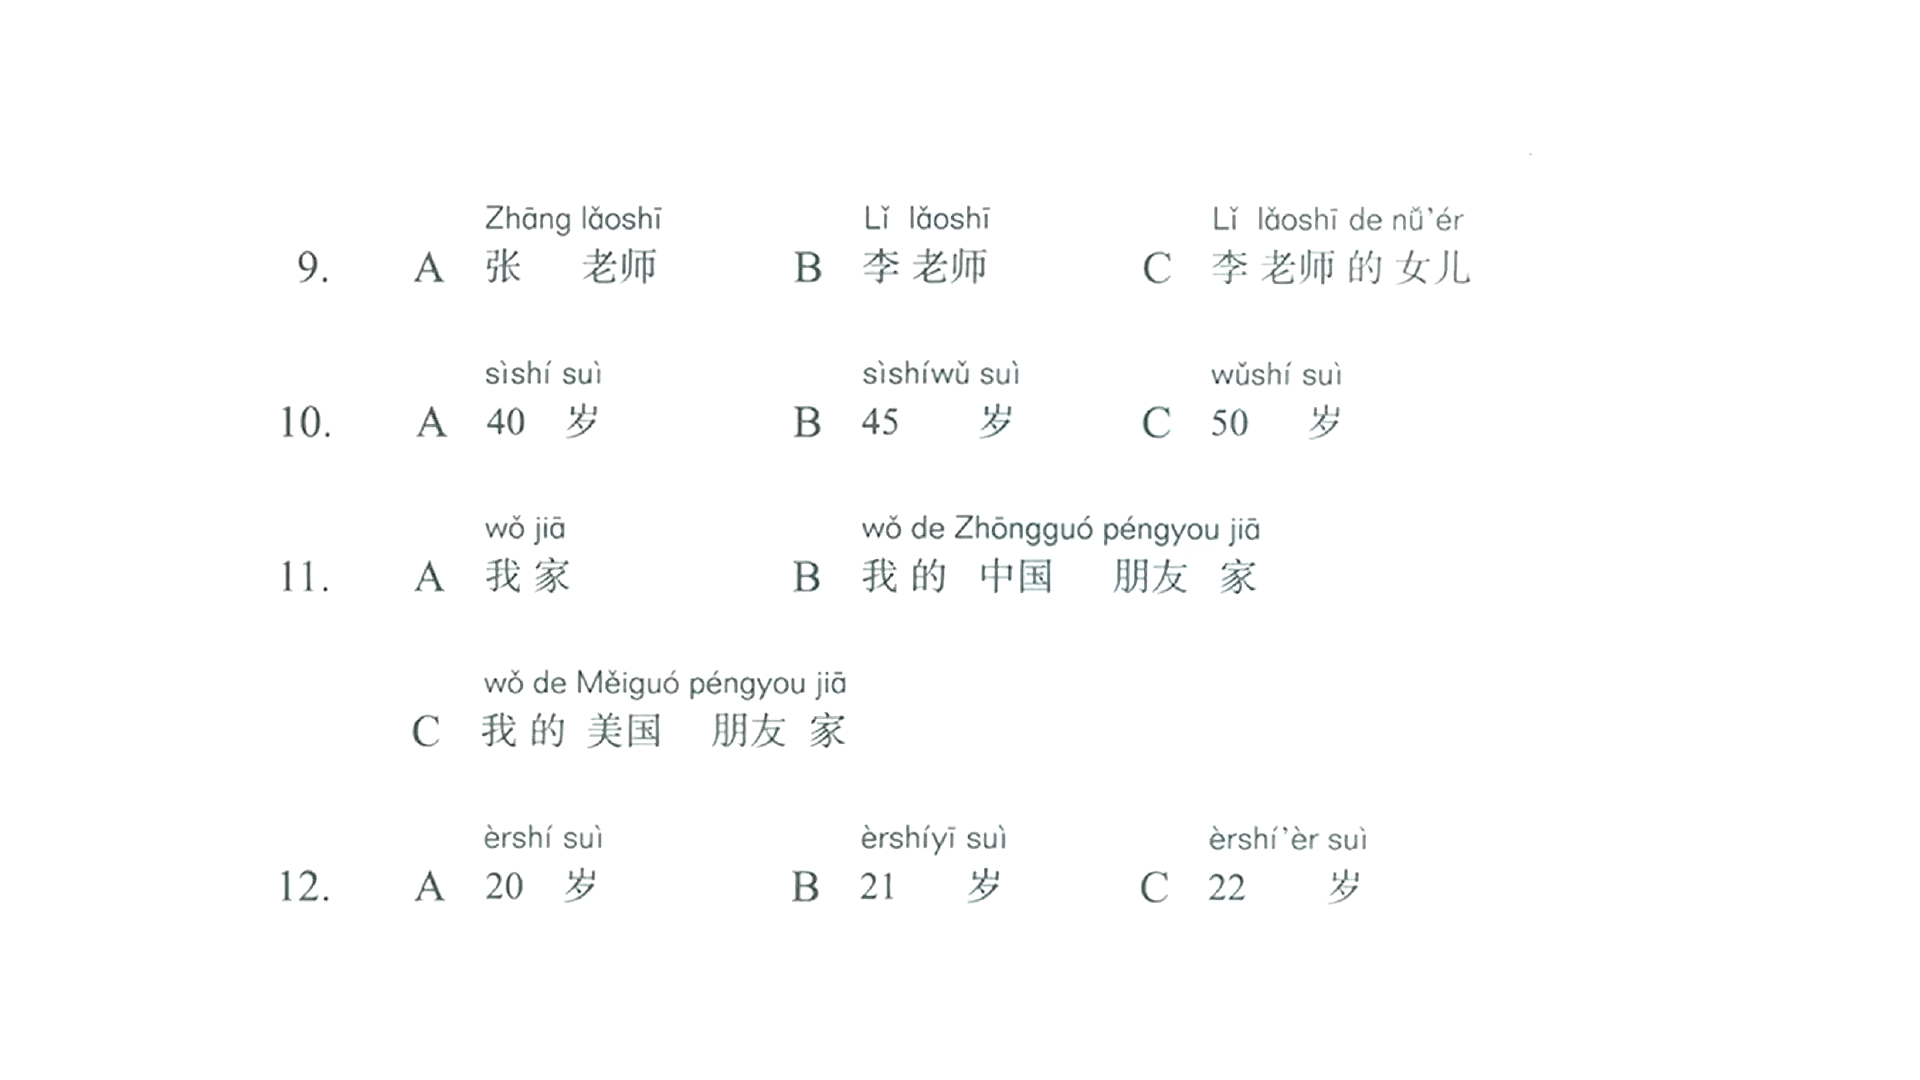 Zhāng lǎoshī Lǐ lǎoshī Lǐ lǎoshī de nǚ’ér
9. A 张 老师 B 李 老师 C 李 老师 的 女儿
sìshí suì sìshíwǔ suì wǔshí suì
10. A 40 岁 B 45 岁 C 50 岁
wǒ jiā wǒ de Zhōngguó péngyou jiā
11. A 我 家 B 我 的 中国 朋友 家
wǒ de Měiguó péngyou jiā
C 我 的 美国 朋友 家
èrshí suì èrshíyī suì èrshí’èr suì
12. A 20 岁 B 21 岁 C 22 岁